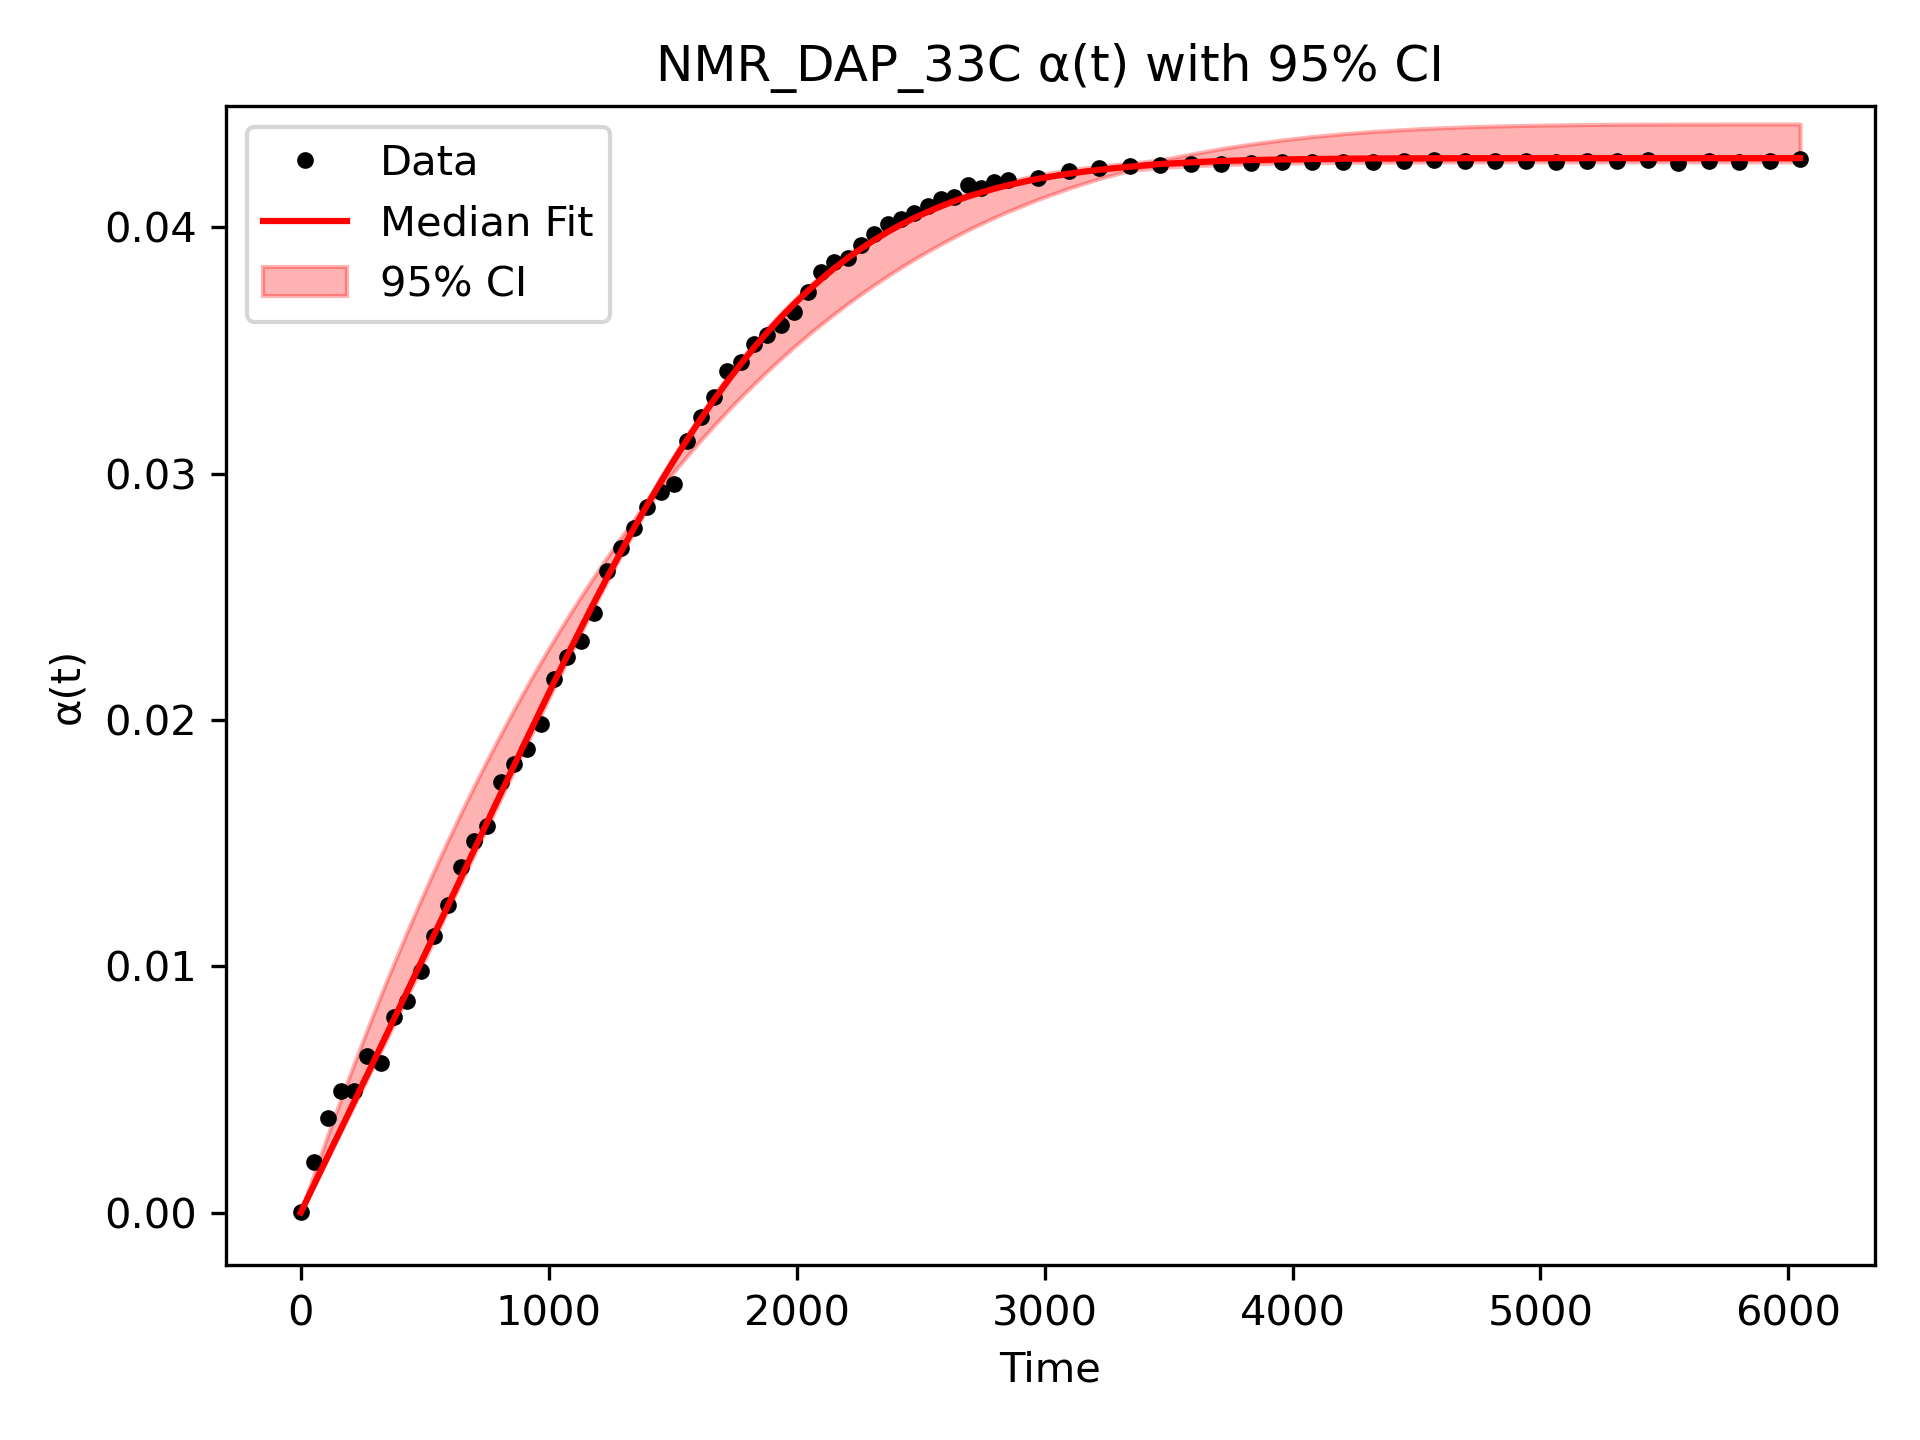 NMR_DAP_33C α(t) with 95% CI
Data
Median Fit
95% CI
α(t)
0.04
0.03
0.02
0.01
0.00
0 1000 2000 3000 4000 5000 6000
Time